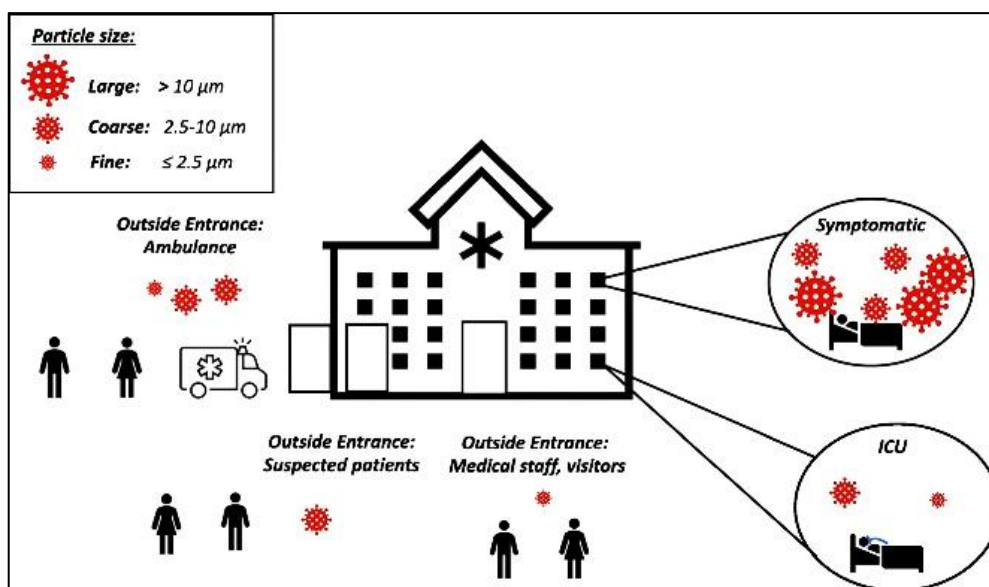 Particle size:
Large: > 10 µm
Coarse: 2.5-10 µm
Fine: ≤ 2.5 µm
Outside Entrance:
Ambulance
Symptomatic
Outside Entrance:
Suspected patients
Outside Entrance:
Medical staff, visitors
ICU